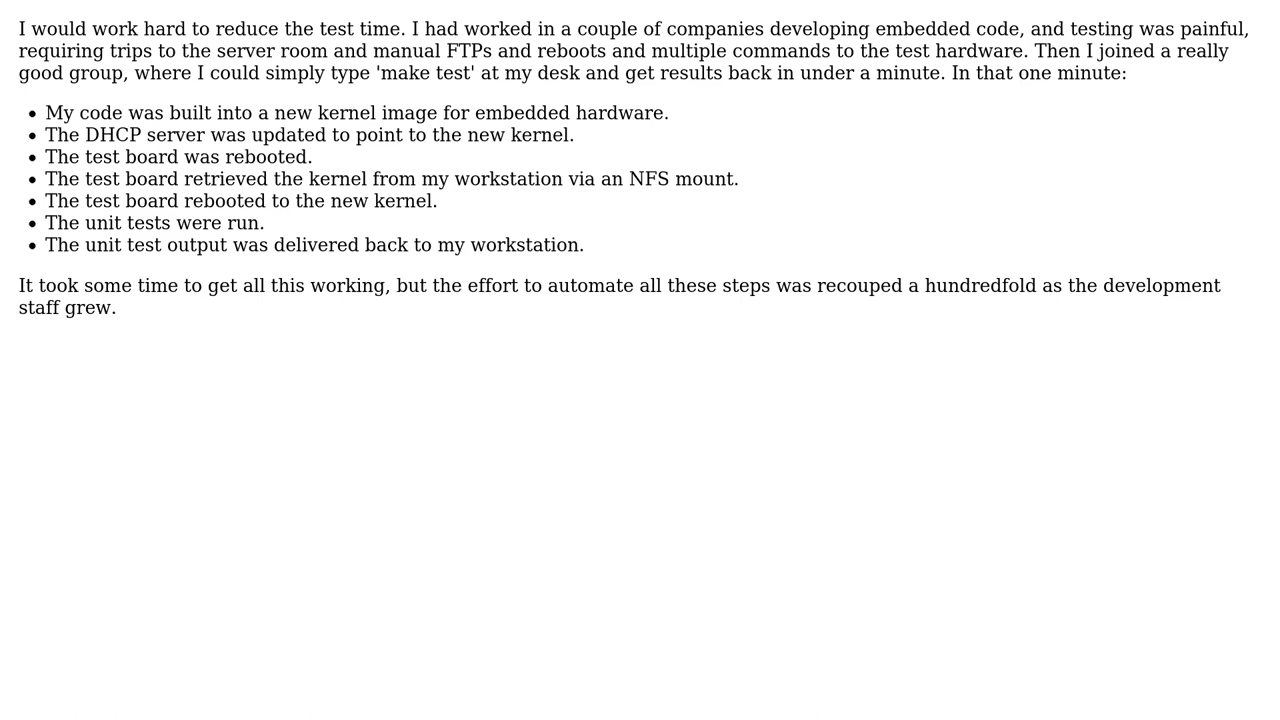 I would work hard to reduce the test time. I had worked in a couple of companies developing embedded code, and testing was painful,
requiring trips to the server room and manual FTPs and reboots and multiple commands to the test hardware. Then I joined a really
good group, where I could simply type 'make test' at my desk and get results back in under a minute. In that one minute:
• My code was built into a new kernel image for embedded hardware.
• The DHCP server was updated to point to the new kernel.
• The test board was rebooted.
• The test board retrieved the kernel from my workstation via an NFS mount.
• The test board rebooted to the new kernel.
• The unit tests were run.
• The unit test output was delivered back to my workstation.
It took some time to get all this working, but the effort to automate all these steps was recouped a hundredfold as the development
staff grew.